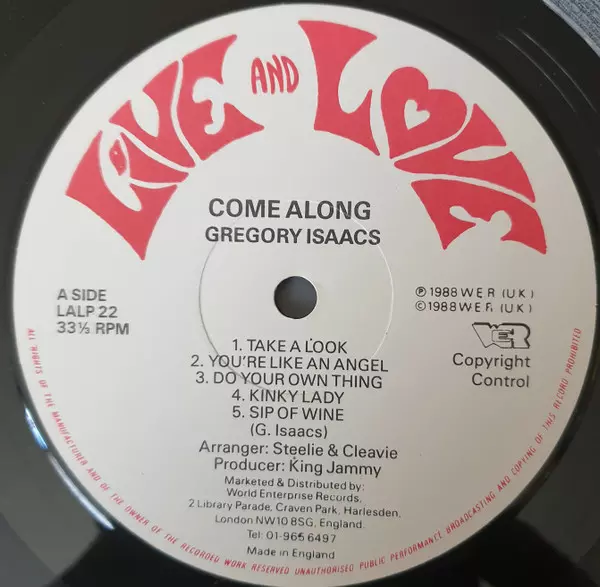 LIVE AND LOVE
COME ALONG
GREGORY ISAACS
A SIDE
LALP 22
33⅓ RPM
℗ 1988 W E R (UK)
© 1988 W E R (UK)
WER
Copyright
Control
1. TAKE A LOOK
2. YOU'RE LIKE AN ANGEL
3. DO YOUR OWN THING
4. KINKY LADY
5. SIP OF WINE
(G. Isaacs)
Arranger: Steelie & Cleavie
Producer: King Jammy
Marketed & Distributed by:
World Enterprise Records,
2 Library Parade, Craven Park, Harlesden,
London NW10 8SG, England.
Tel: 01-965 6497
Made in England
ALL RIGHTS OF THE MANUFACTURER AND OF THE OWNER OF THE RECORDED WORK RESERVED UNAUTHORISED PUBLIC PERFORMANCE BROADCASTING AND COPYING OF THIS RECORD PROHIBITED